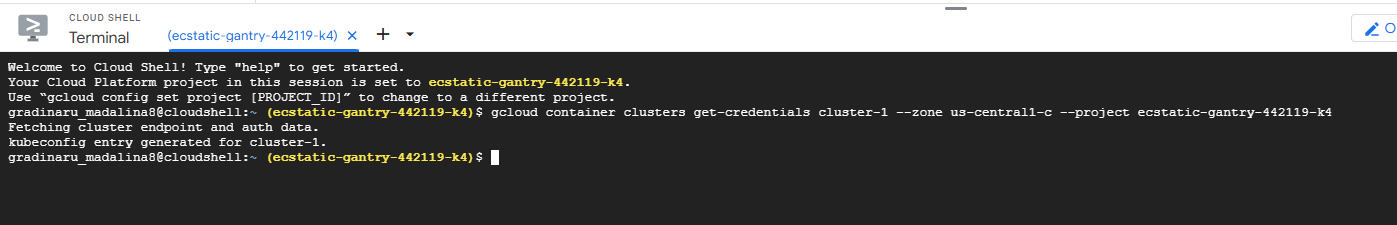 CLOUD SHELL
Terminal
(ecstatic-gantry-442119-k4)
Welcome to Cloud Shell! Type "help" to get started.
Your Cloud Platform project in this session is set to ecstatic-gantry-442119-k4.
Use “gcloud config set project [PROJECT_ID]” to change to a different project.
gradinaru_madalina8@cloudshell:~ (ecstatic-gantry-442119-k4)$ gcloud container clusters get-credentials cluster-1 --zone us-central1-c --project ecstatic-gantry-442119-k4
Fetching cluster endpoint and auth data.
kubeconfig entry generated for cluster-1.
gradinaru_madalina8@cloudshell:~ (ecstatic-gantry-442119-k4)$